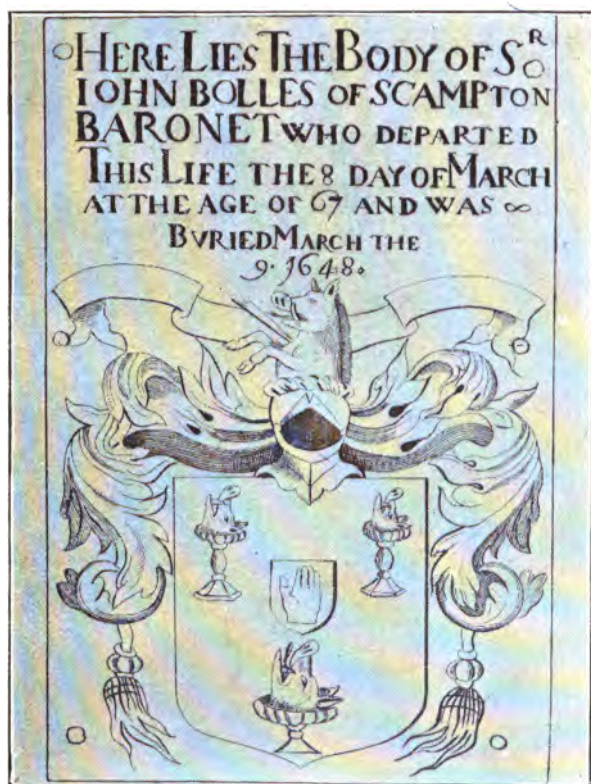 HERE LIES THE BODY OF S^R
IOHN BOLLES OF SCAMPTON
BARONET WHO DEPARTED
THIS LIFE THE 8 DAY OF MARCH
AT THE AGE OF 67 AND WAS ∞
BVRIED MARCH THE
9. 1648.